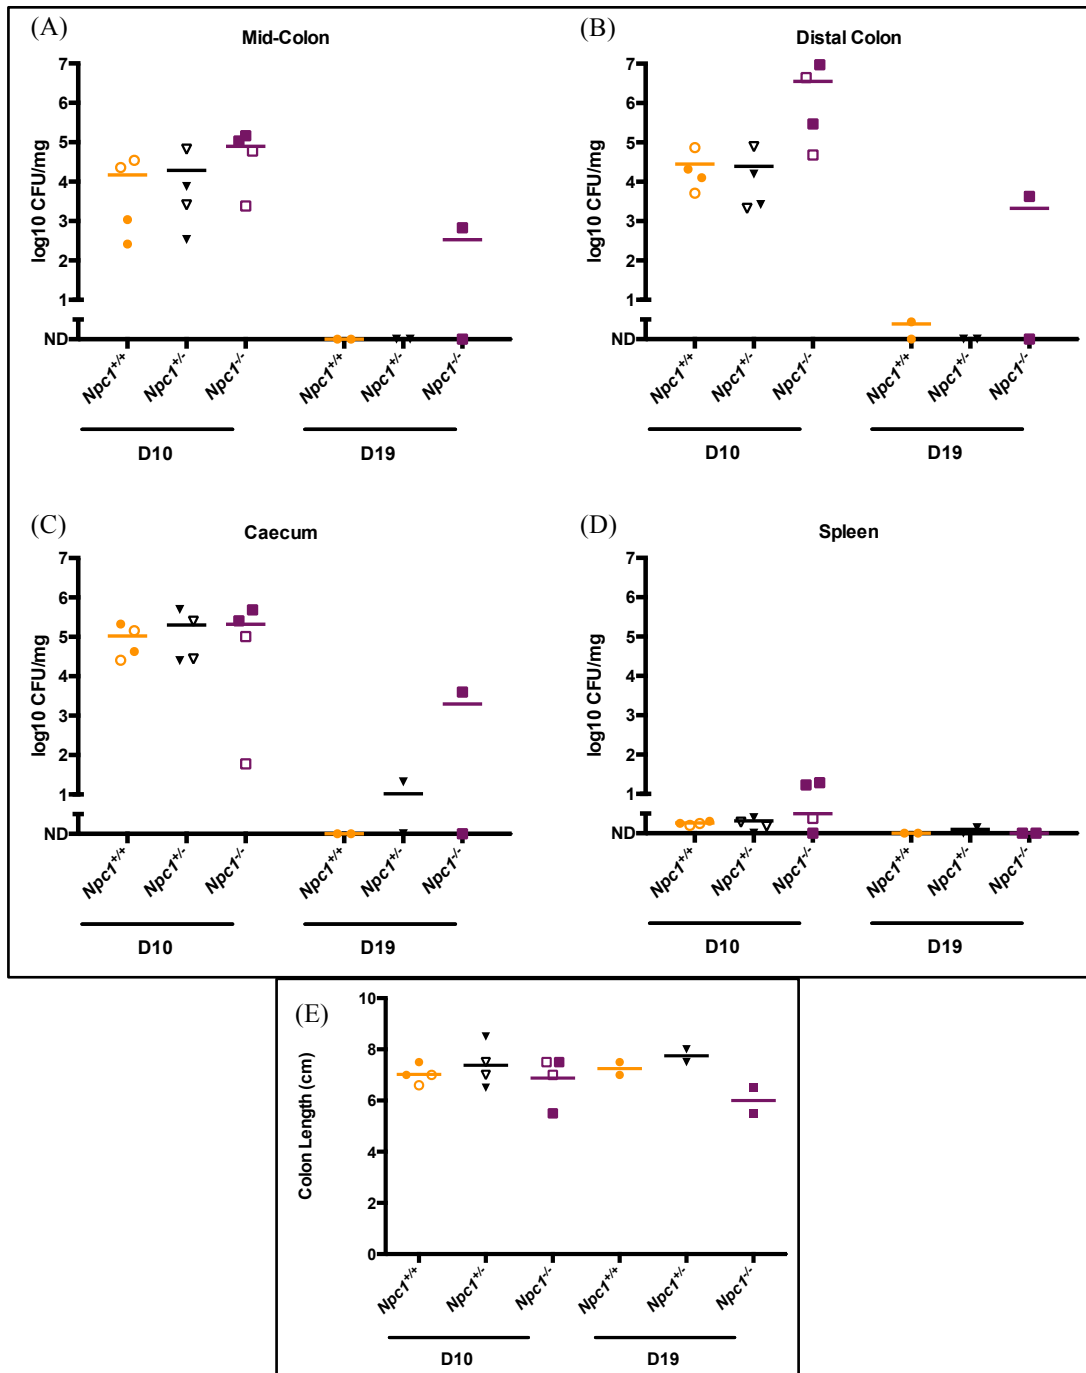 (A)
Mid-Colon
log10 CFU/mg
7
6
5
4
3
2
1
ND
Npc1+/+
Npc1+/-
Npc1-/-
Npc1+/+
Npc1+/-
Npc1-/-
D10
D19
(B)
Distal Colon
log10 CFU/mg
7
6
5
4
3
2
1
ND
Npc1+/+
Npc1+/-
Npc1-/-
Npc1+/+
Npc1+/-
Npc1-/-
D10
D19
(C)
Caecum
log10 CFU/mg
7
6
5
4
3
2
1
ND
Npc1+/+
Npc1+/-
Npc1-/-
Npc1+/+
Npc1+/-
Npc1-/-
D10
D19
(D)
Spleen
log10 CFU/mg
7
6
5
4
3
2
1
ND
Npc1+/+
Npc1+/-
Npc1-/-
Npc1+/+
Npc1+/-
Npc1-/-
D10
D19
(E)
Colon Length (cm)
10
8
6
4
2
0
Npc1+/+
Npc1+/-
Npc1-/-
Npc1+/+
Npc1+/-
Npc1-/-
D10
D19